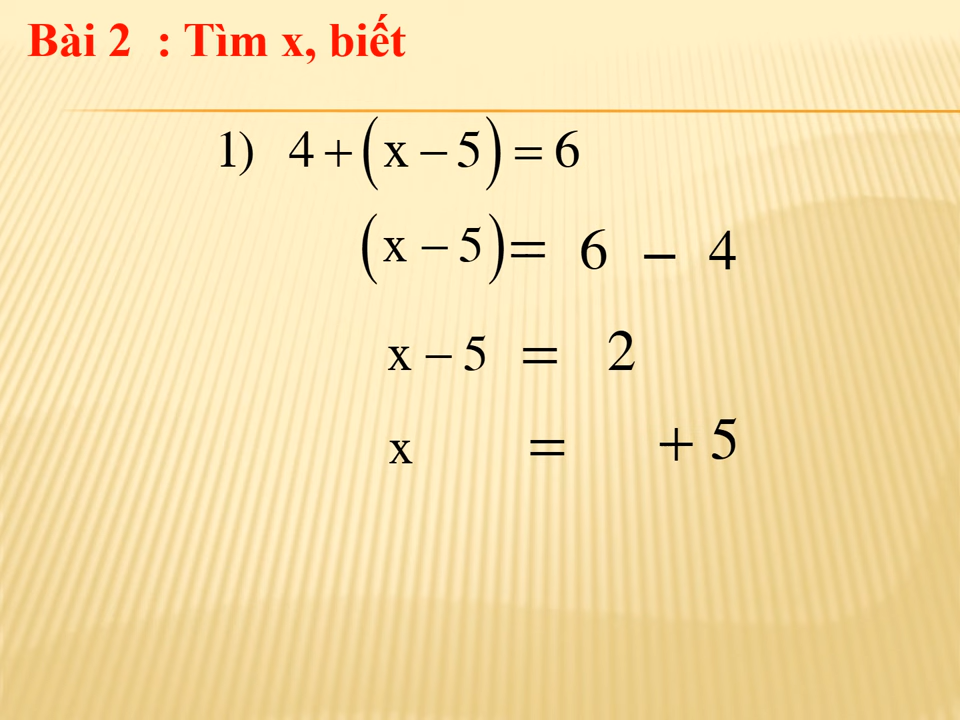 Bài 2 : Tìm x, biết
1) 4 + (x − 5) = 6
(x − 5) = 6 − 4
x − 5 = 2
x = + 5